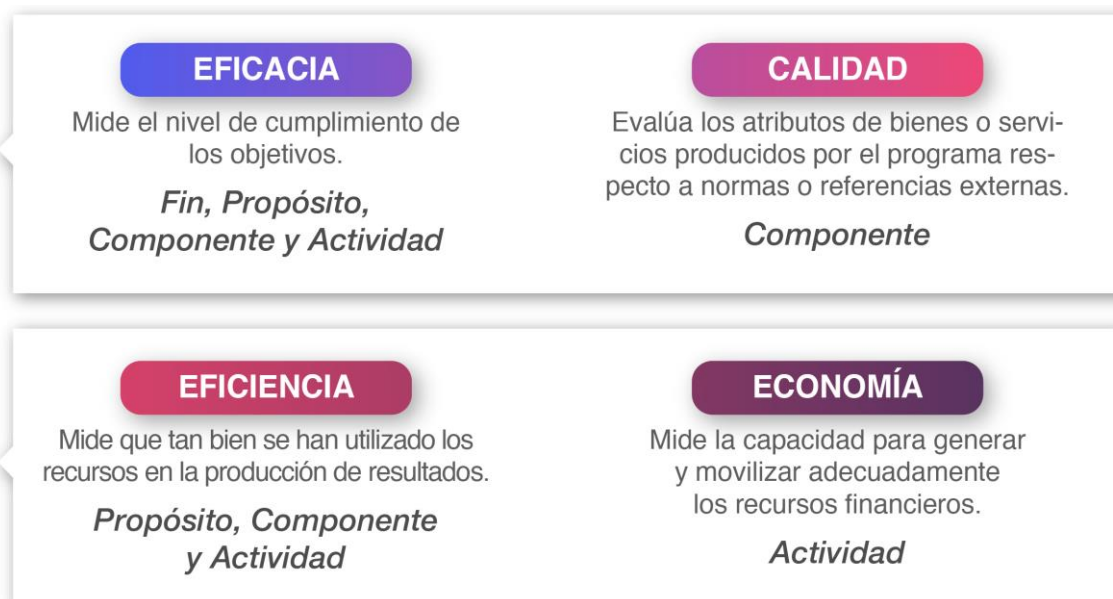 EFICACIA
Mide el nivel de cumplimiento de
los objetivos.
Fin, Propósito,
Componente y Actividad
CALIDAD
Evalúa los atributos de bienes o servi-
cios producidos por el programa res-
pecto a normas o referencias externas.
Componente
EFICIENCIA
Mide que tan bien se han utilizado los
recursos en la producción de resultados.
Propósito, Componente
y Actividad
ECONOMÍA
Mide la capacidad para generar
y movilizar adecuadamente
los recursos financieros.
Actividad